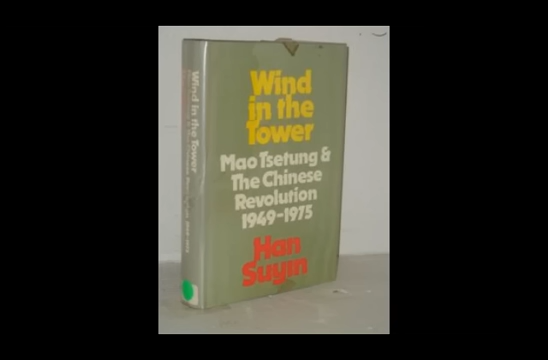 Wind
in the
Tower
Mao Tsetung &
The Chinese
Revolution
1949-1975
Han
Suyin
Wind in the Tower